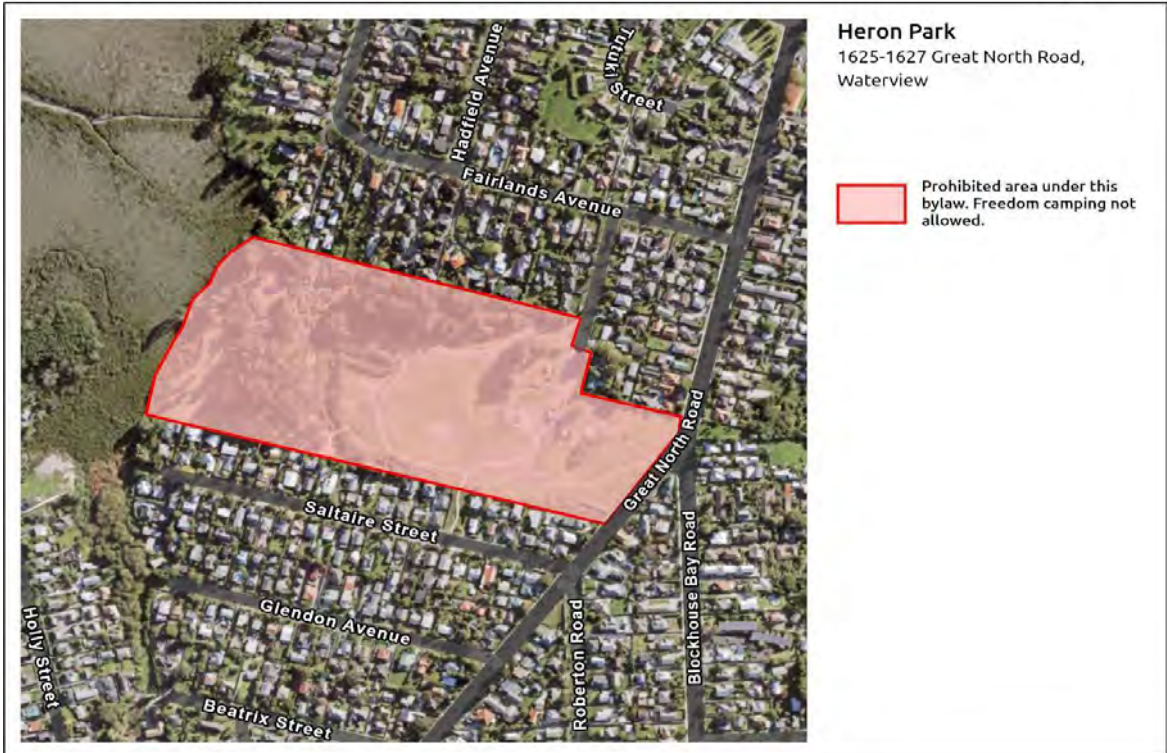 Heron Park
1625-1627 Great North Road,
Waterview
Prohibited area under this
bylaw. Freedom camping not
allowed.
Tutuki
Street
Hadfield Avenue
Fairlands Avenue
Great North Road
Saltaire Street
Blockhouse Bay Road
Glendon Avenue
Roberton Road
Holly Street
Beatrix Street